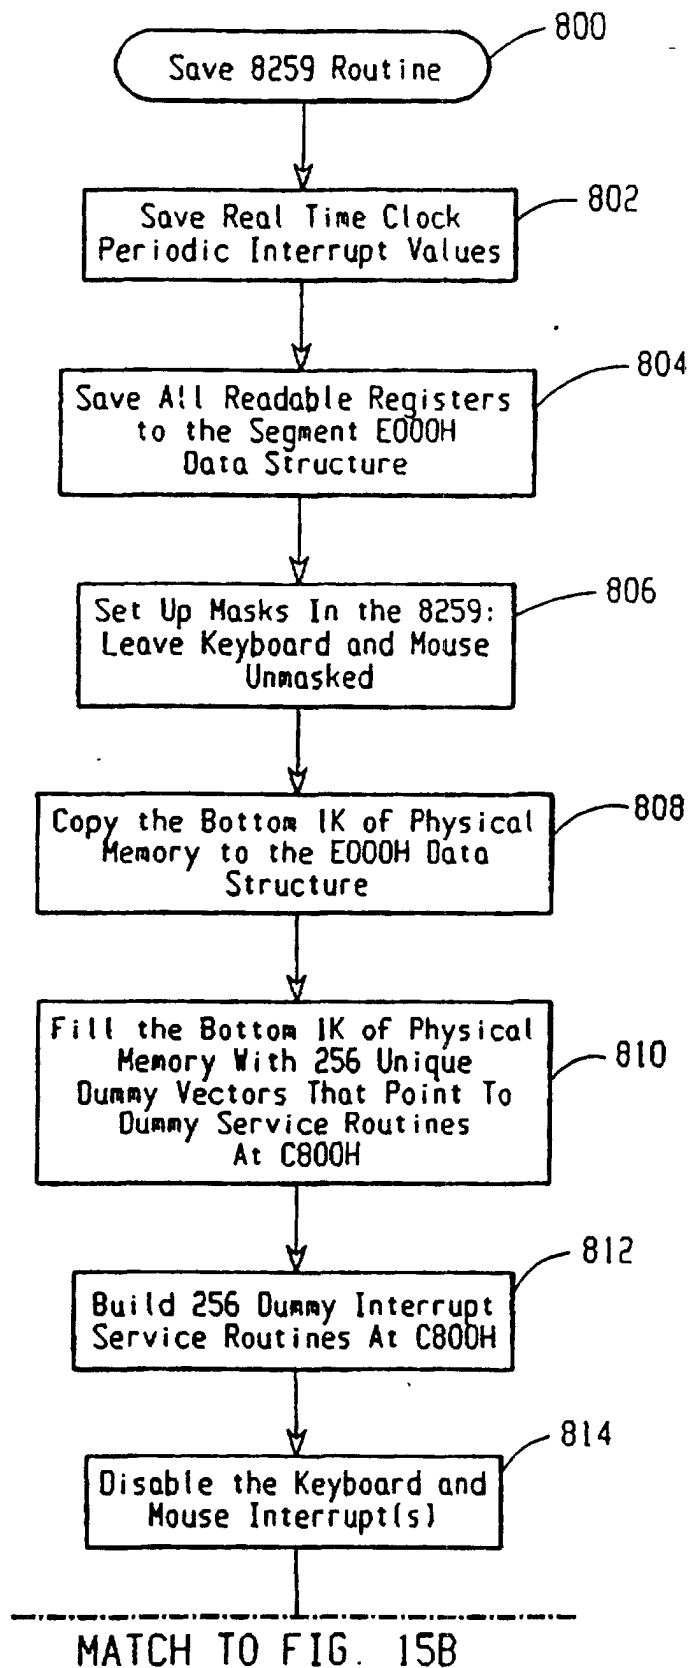 800
Save 8259 Routine
802
Save Real Time Clock
Periodic Interrupt Values
804
Save All Readable Registers
to the Segment E000H
Data Structure
806
Set Up Masks In the 8259:
Leave Keyboard and Mouse
Unmasked
808
Copy the Bottom 1K of Physical
Memory to the E000H Data
Structure
810
Fill the Bottom 1K of Physical
Memory With 256 Unique
Dummy Vectors That Point To
Dummy Service Routines
At C800H
812
Build 256 Dummy Interrupt
Service Routines At C800H
814
Disable the Keyboard and
Mouse Interrupt(s)
MATCH TO FIG. 15B